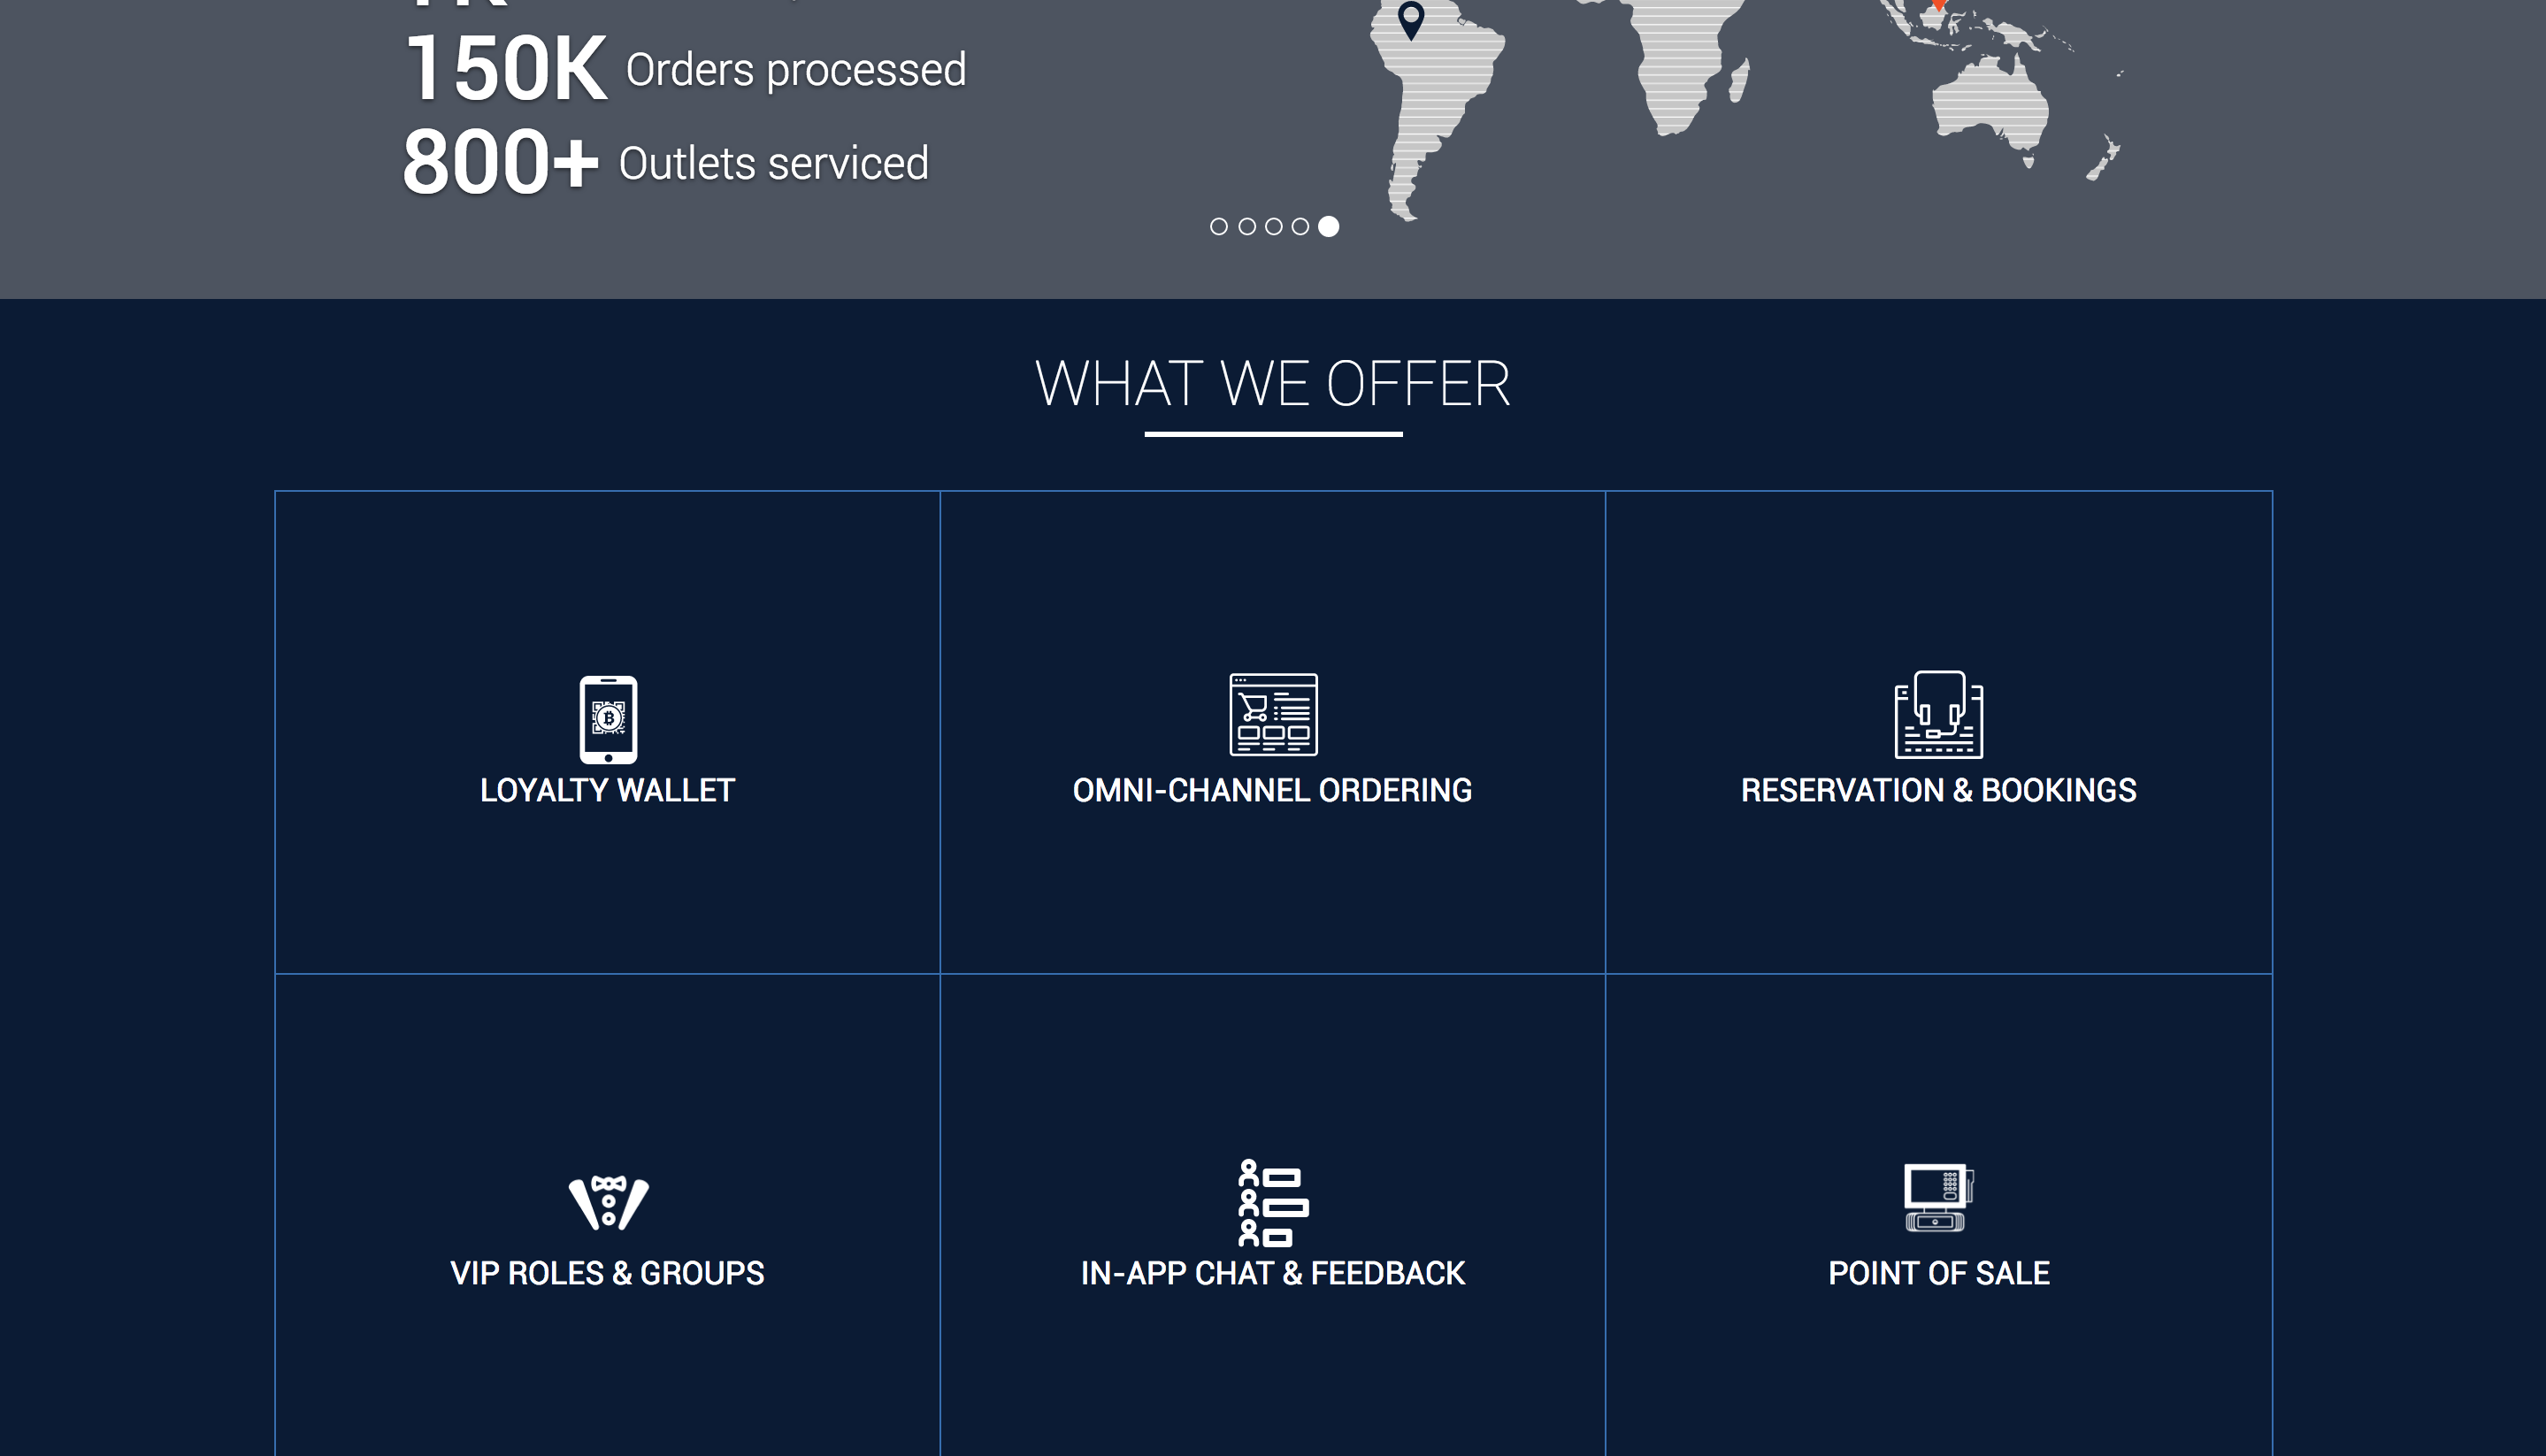 150K Orders processed
800+ Outlets serviced
WHAT WE OFFER
LOYALTY WALLET
OMNI-CHANNEL ORDERING
RESERVATION & BOOKINGS
VIP ROLES & GROUPS
IN-APP CHAT & FEEDBACK
POINT OF SALE